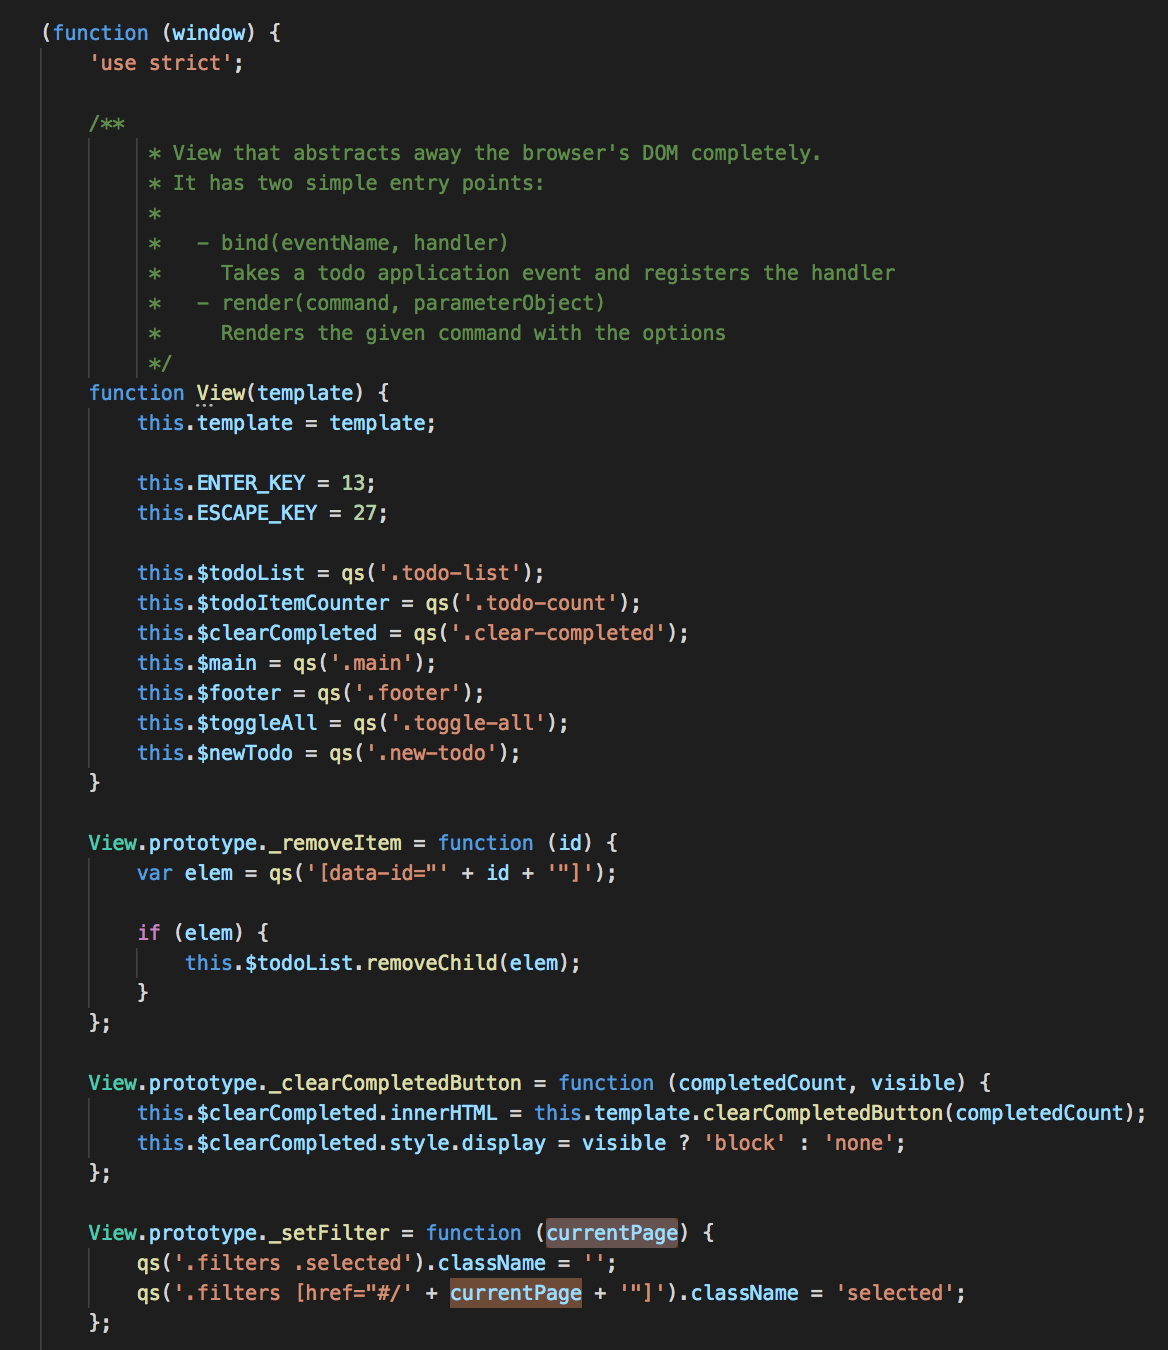 (function (window) {
    'use strict';

    /**
         * View that abstracts away the browser's DOM completely.
         * It has two simple entry points:
         *
         *   - bind(eventName, handler)
         *     Takes a todo application event and registers the handler
         *   - render(command, parameterObject)
         *     Renders the given command with the options
         */
    function View(template) {
        this.template = template;

        this.ENTER_KEY = 13;
        this.ESCAPE_KEY = 27;

        this.$todoList = qs('.todo-list');
        this.$todoItemCounter = qs('.todo-count');
        this.$clearCompleted = qs('.clear-completed');
        this.$main = qs('.main');
        this.$footer = qs('.footer');
        this.$toggleAll = qs('.toggle-all');
        this.$newTodo = qs('.new-todo');
    }

    View.prototype._removeItem = function (id) {
        var elem = qs('[data-id="' + id + '"]');

        if (elem) {
            this.$todoList.removeChild(elem);
        }
    };

    View.prototype._clearCompletedButton = function (completedCount, visible) {
        this.$clearCompleted.innerHTML = this.template.clearCompletedButton(completedCount);
        this.$clearCompleted.style.display = visible ? 'block' : 'none';
    };

    View.prototype._setFilter = function (currentPage) {
        qs('.filters .selected').className = '';
        qs('.filters [href="#/' + currentPage + '"]').className = 'selected';
    };